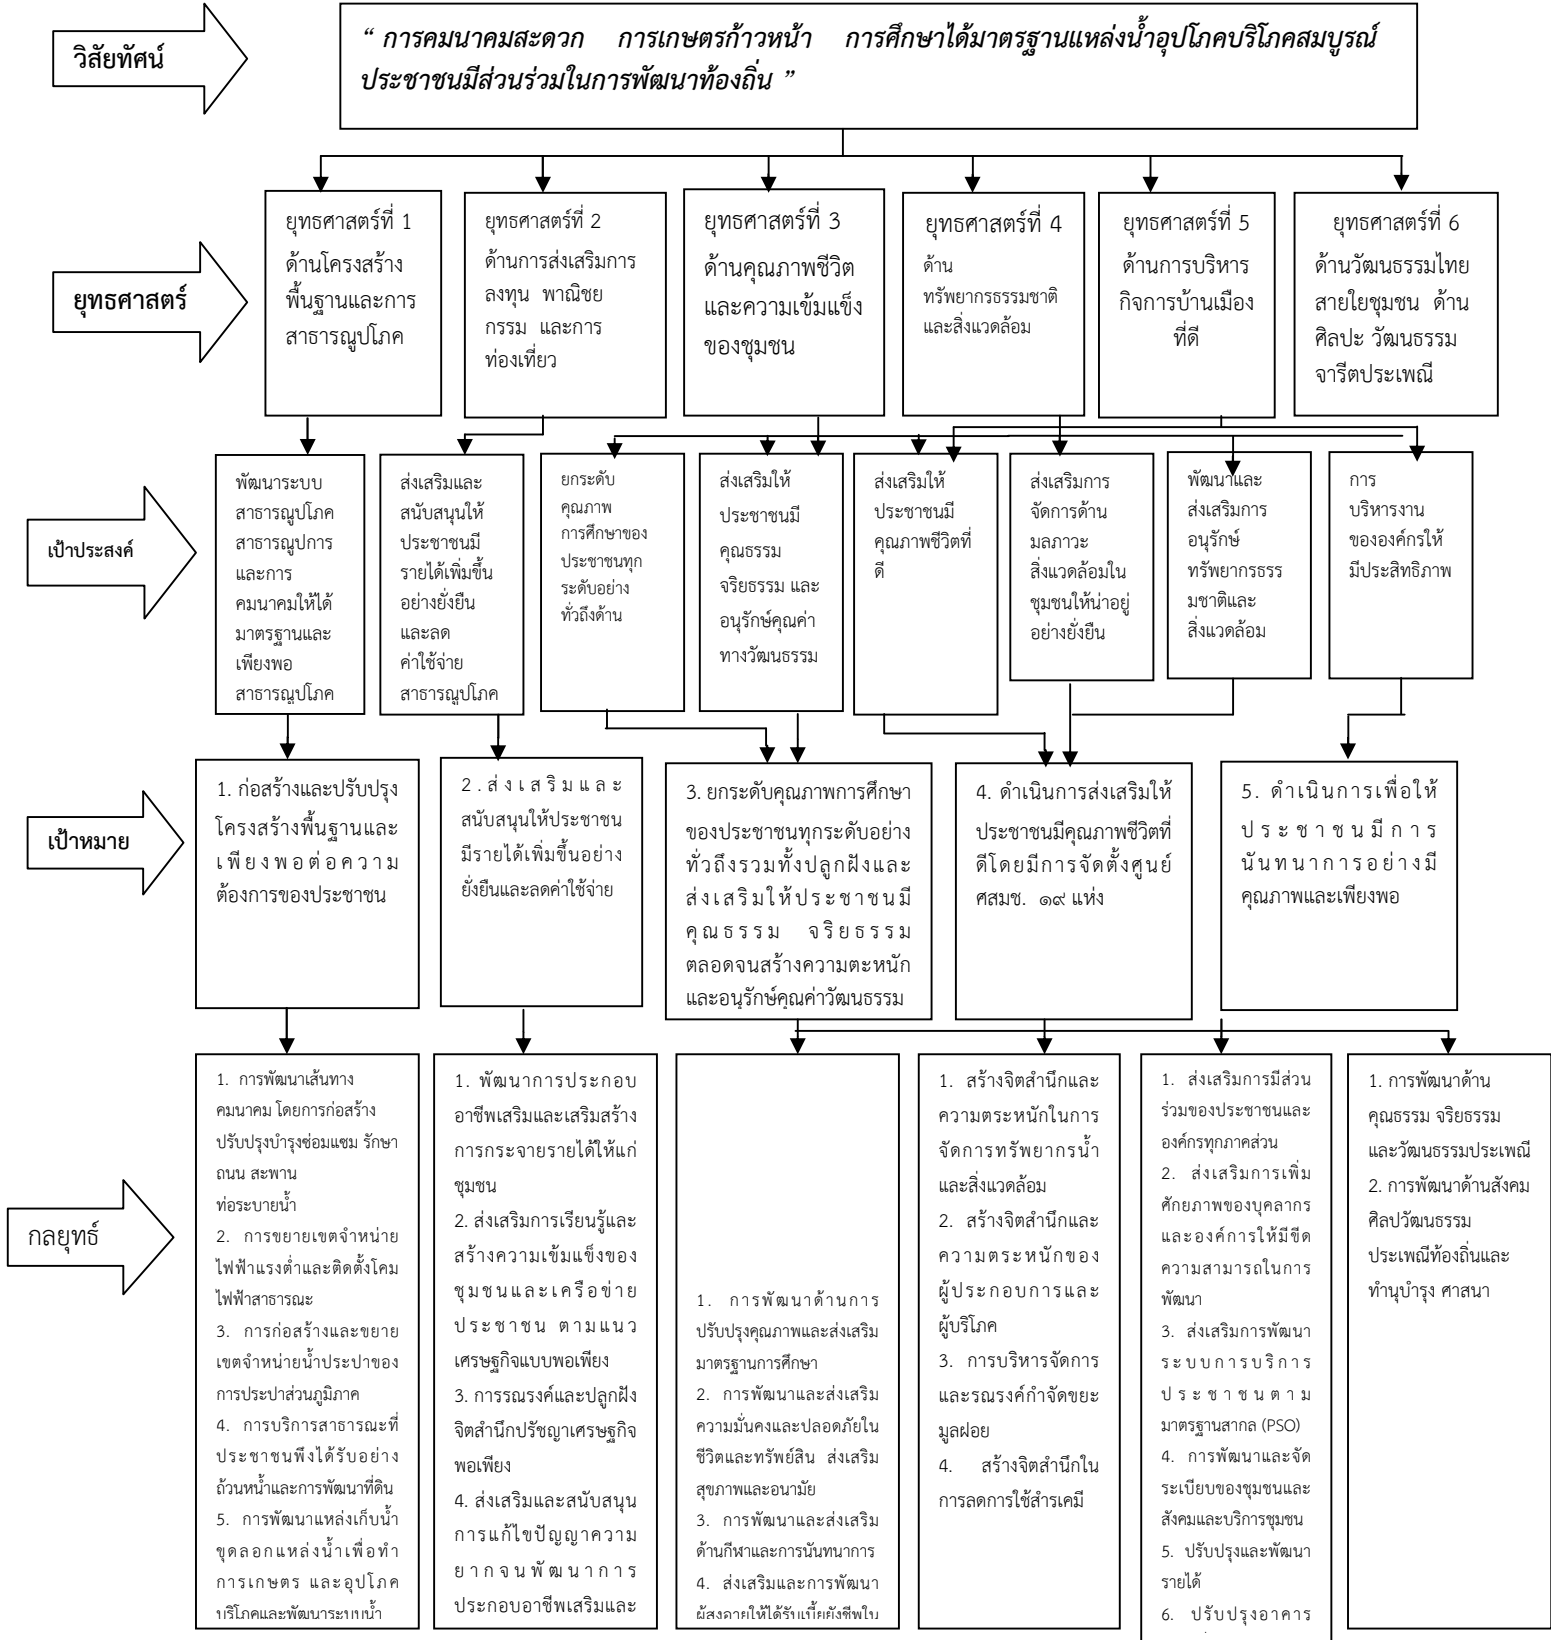 วิสัยทัศน์
“ การคมนาคมสะดวก การเกษตรก้าวหน้า การศึกษาได้มาตรฐานแหล่งน้ำอุปโภคบริโภคสมบูรณ์
ประชาชนมีส่วนร่วมในการพัฒนาท้องถิ่น ”
ยุทธศาสตร์
ยุทธศาสตร์ที่ 1
ด้านโครงสร้าง
พื้นฐานและการ
สาธารณูปโภค
ยุทธศาสตร์ที่ 2
ด้านการส่งเสริมการ
ลงทุน พาณิชย
กรรม และการ
ท่องเที่ยว
ยุทธศาสตร์ที่ 3
ด้านคุณภาพชีวิต
และความเข้มแข็ง
ของชุมชน
ยุทธศาสตร์ที่ 4
ด้าน
ทรัพยากรธรรมชาติ
และสิ่งแวดล้อม
ยุทธศาสตร์ที่ 5
ด้านการบริหาร
กิจการบ้านเมือง
ที่ดี
ยุทธศาสตร์ที่ 6
ด้านวัฒนธรรมไทย
สายใยชุมชน ด้าน
ศิลปะ วัฒนธรรม
จารีตประเพณี
เป้าประสงค์
พัฒนาระบบ
สาธารณูปโภค
สาธารณูปการ
และการ
คมนาคมให้ได้
มาตรฐานและ
เพียงพอ
สาธารณูปโภค
ส่งเสริมและ
สนับสนุนให้
ประชาชนมี
รายได้เพิ่มขึ้น
อย่างยั่งยืน
และลด
ค่าใช้จ่าย
สาธารณูปโภค
ยกระดับ
คุณภาพ
การศึกษาของ
ประชาชนทุก
ระดับอย่าง
ทั่วถึงด้าน
ส่งเสริมให้
ประชาชนมี
คุณธรรม
จริยธรรม และ
อนุรักษ์คุณค่า
ทางวัฒนธรรม
ส่งเสริมให้
ประชาชนมี
คุณภาพชีวิตที่
ดี
ส่งเสริมการ
จัดการด้าน
มลภาวะ
สิ่งแวดล้อมใน
ชุมชนให้น่าอยู่
อย่างยั่งยืน
พัฒนาและ
ส่งเสริมการ
อนุรักษ์
ทรัพยากรธรร
มชาติและ
สิ่งแวดล้อม
การ
บริหารงาน
ขององค์กรให้
มีประสิทธิภาพ
เป้าหมาย
1. ก่อสร้างและปรับปรุง
โครงสร้างพื้นฐานและ
เพียงพอต่อความ
ต้องการของประชาชน
2.ส่งเสริมและ
สนับสนุนให้ประชาชน
มีรายได้เพิ่มขึ้นอย่าง
ยั่งยืนและลดค่าใช้จ่าย
3. ยกระดับคุณภาพการศึกษา
ของประชาชนทุกระดับอย่าง
ทั่วถึงรวมทั้งปลูกฝังและ
ส่งเสริมให้ประชาชนมี
คุณธรรม จริยธรรม
ตลอดจนสร้างความตะหนัก
และอนุรักษ์คุณค่าวัฒนธรรม
4. ดำเนินการส่งเสริมให้
ประชาชนมีคุณภาพชีวิตที่
ดีโดยมีการจัดตั้งศูนย์
ศสมช. ๑๙ แห่ง
5. ดำเนินการเพื่อให้
ประชาชนมีการ
นันทนาการอย่างมี
คุณภาพและเพียงพอ
กลยุทธ์
1. การพัฒนาเส้นทาง
คมนาคม โดยการก่อสร้าง
ปรับปรุงบำรุงซ่อมแซม รักษา
ถนน สะพาน
ท่อระบายน้ำ
2. การขยายเขตจำหน่าย
ไฟฟ้าแรงต่ำและติดตั้งโคม
ไฟฟ้าสาธารณะ
3. การก่อสร้างและขยาย
เขตจำหน่ายน้ำประปาของ
การประปาส่วนภูมิภาค
4. การบริการสาธารณะที่
ประชาชนพึงได้รับอย่าง
ถ้วนหน้าและการพัฒนาที่ดิน
5. การพัฒนาแหล่งเก็บน้ำ
ขุดลอกแหล่งน้ำเพื่อทำ
การเกษตร และอุปโภค
บริโภคและพัฒนาระบบน้ำ
1. พัฒนาการประกอบ
อาชีพเสริมและเสริมสร้าง
การกระจายรายได้ให้แก่
ชุมชน
2. ส่งเสริมการเรียนรู้และ
สร้างความเข้มแข็งของ
ชุมชนและเครือข่าย
ประชาชน ตามแนว
เศรษฐกิจแบบพอเพียง
3. การรณรงค์และปลูกฝัง
จิตสำนึกปรัชญาเศรษฐกิจ
พอเพียง
4. ส่งเสริมและสนับสนุน
การแก้ไขปัญญาความ
ยากจนพัฒนาการ
ประกอบอาชีพเสริมและ
1. การพัฒนาด้านการ
ปรับปรุงคุณภาพและส่งเสริม
มาตรฐานการศึกษา
2. การพัฒนาและส่งเสริม
ความมั่นคงและปลอดภัยใน
ชีวิตและทรัพย์สิน ส่งเสริม
สุขภาพและอนามัย
3. การพัฒนาและส่งเสริม
ด้านกีฬาและการนันทนาการ
4. ส่งเสริมและการพัฒนา
ผู้สูงอายุให้ได้รับเบี้ยยังชีพใน
1. สร้างจิตสำนึกและ
ความตระหนักในการ
จัดการทรัพยากรน้ำ
และสิ่งแวดล้อม
2. สร้างจิตสำนึกและ
ความตระหนักของ
ผู้ประกอบการและ
ผู้บริโภค
3. การบริหารจัดการ
และรณรงค์กำจัดขยะ
มูลฝอย
4. สร้างจิตสำนึกใน
การลดการใช้สำรเคมี
1. ส่งเสริมการมีส่วน
ร่วมของประชาชนและ
องค์กรทุกภาคส่วน
2. ส่งเสริมการเพิ่ม
ศักยภาพของบุคลากร
และองค์การให้มีขีด
ความสามารถในการ
พัฒนา
3. ส่งเสริมการพัฒนา
ระบบการบริการ
ประชาชนตาม
มาตรฐานสากล (PSO)
4. การพัฒนาและจัด
ระเบียบของชุมชนและ
สังคมและบริการชุมชน
5. ปรับปรุงและพัฒนา
รายได้
6. ปรับปรุงอาคาร
1. การพัฒนาด้าน
คุณธรรม จริยธรรม
และวัฒนธรรมประเพณี
2. การพัฒนาด้านสังคม
ศิลปวัฒนธรรม
ประเพณีท้องถิ่นและ
ทำนุบำรุง ศาสนา